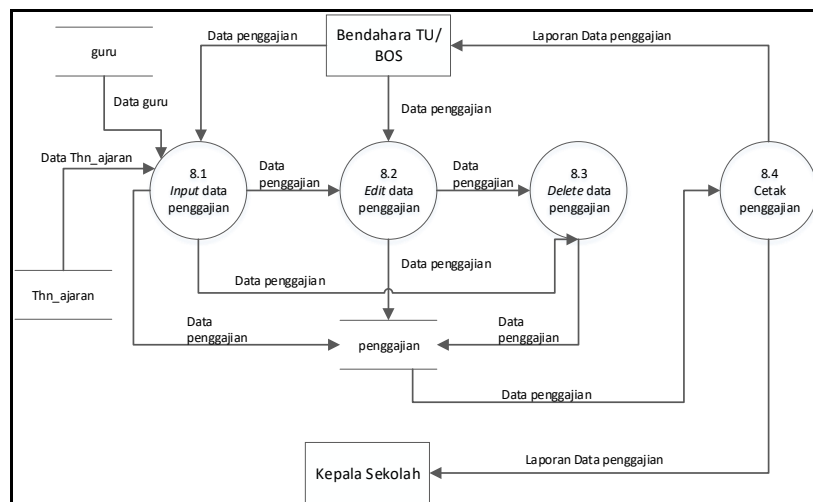 guru
Data penggajian
Bendahara TU/
BOS
Laporan Data penggajian
Data guru
Data penggajian
Data Thn_ajaran
8.1
Input data
penggajian
Data
penggajian
8.2
Edit data
penggajian
Data
penggajian
8.3
Delete data
penggajian
8.4
Cetak
penggajian
Thn_ajaran
Data penggajian
Data penggajian
Data
penggajian
penggajian
Data
penggajian
Data penggajian
Kepala Sekolah
Laporan Data penggajian